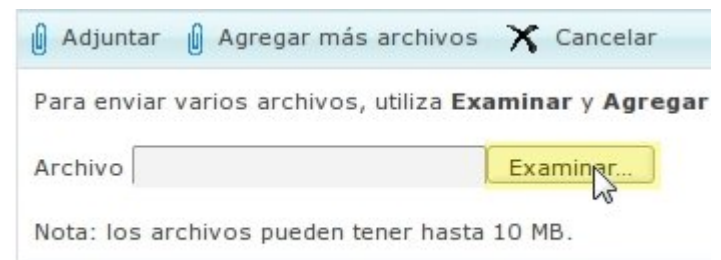 Adjuntar Agregar más archivos Cancelar
Para enviar varios archivos, utiliza Examinar y Agregar
Archivo Examinar...
Nota: los archivos pueden tener hasta 10 MB.